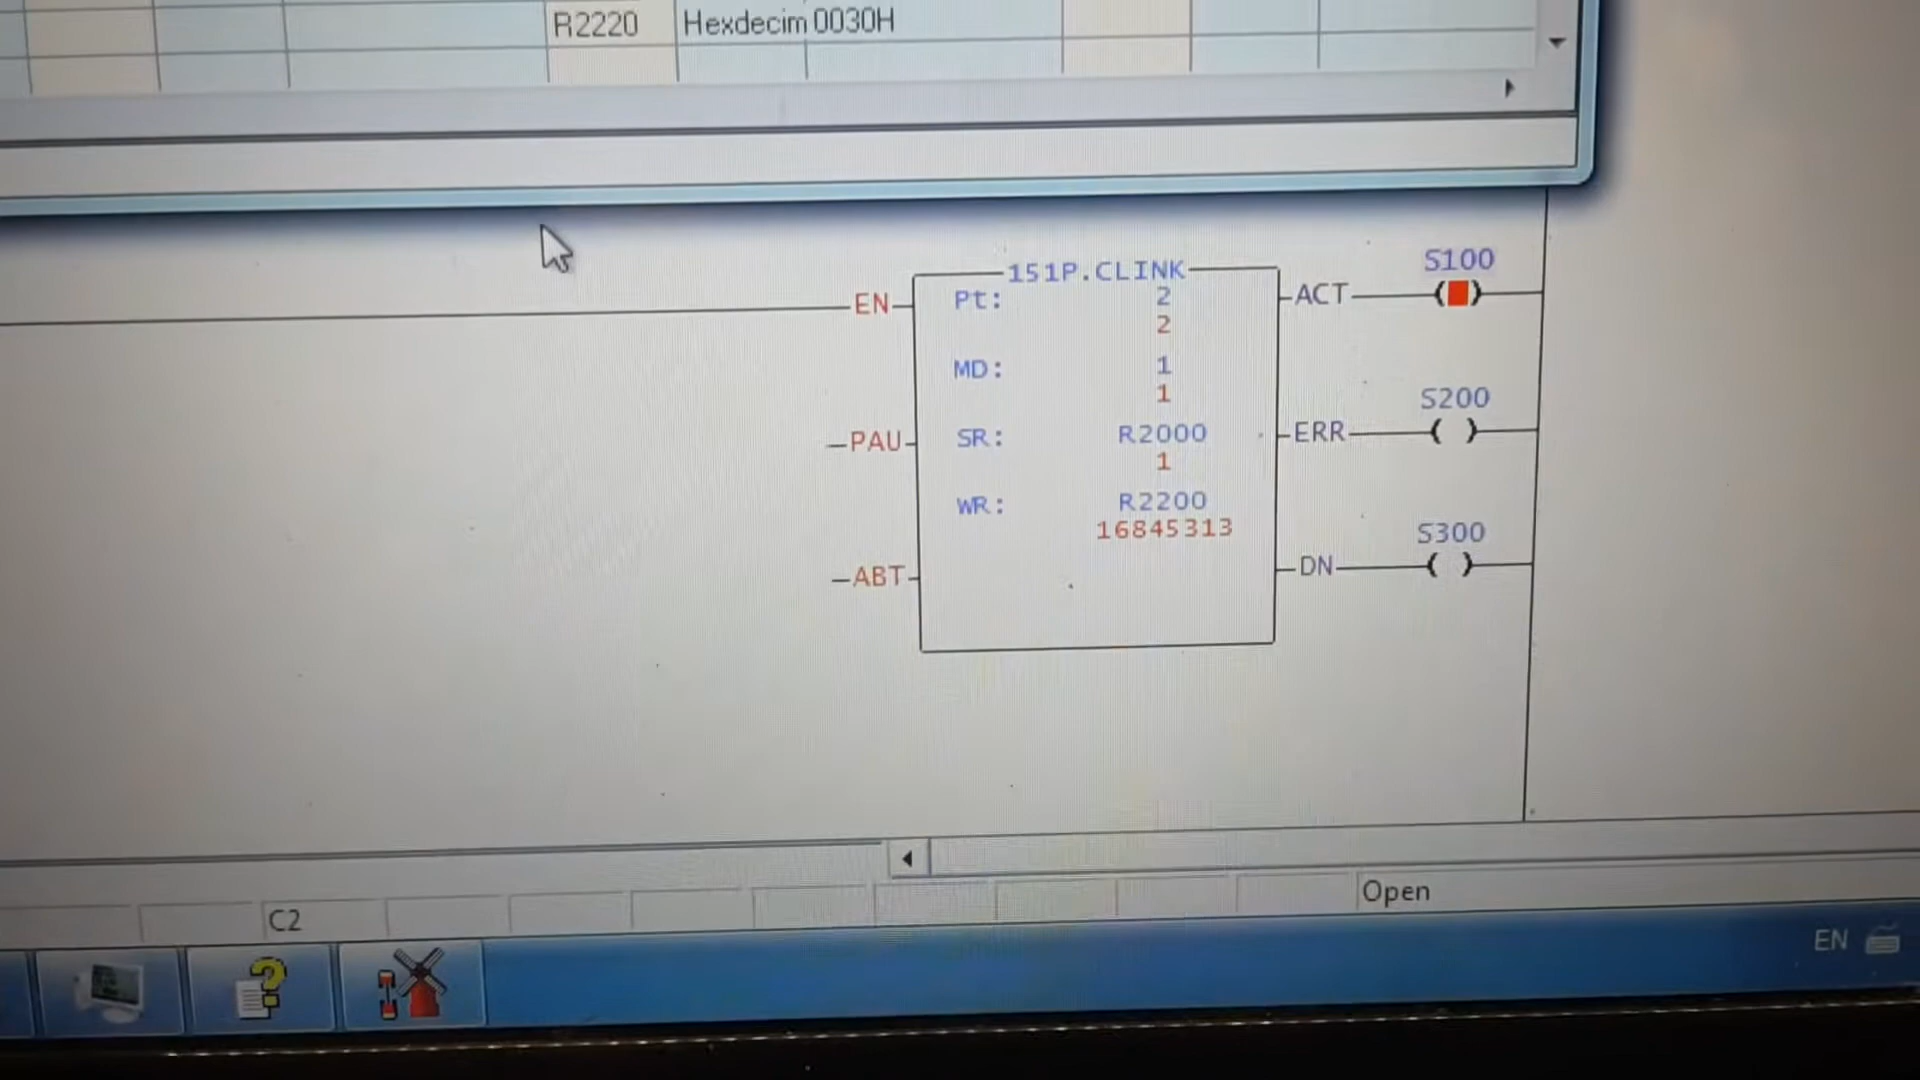 R2220 Hexdecim 0030H
151P.CLINK
EN
Pt: 2
2
MD: 1
1
PAU
SR: R2000
1
WR: R2200
16845313
ABT
ACT
S100
ERR
S200
DN
S300
C2
Open
EN